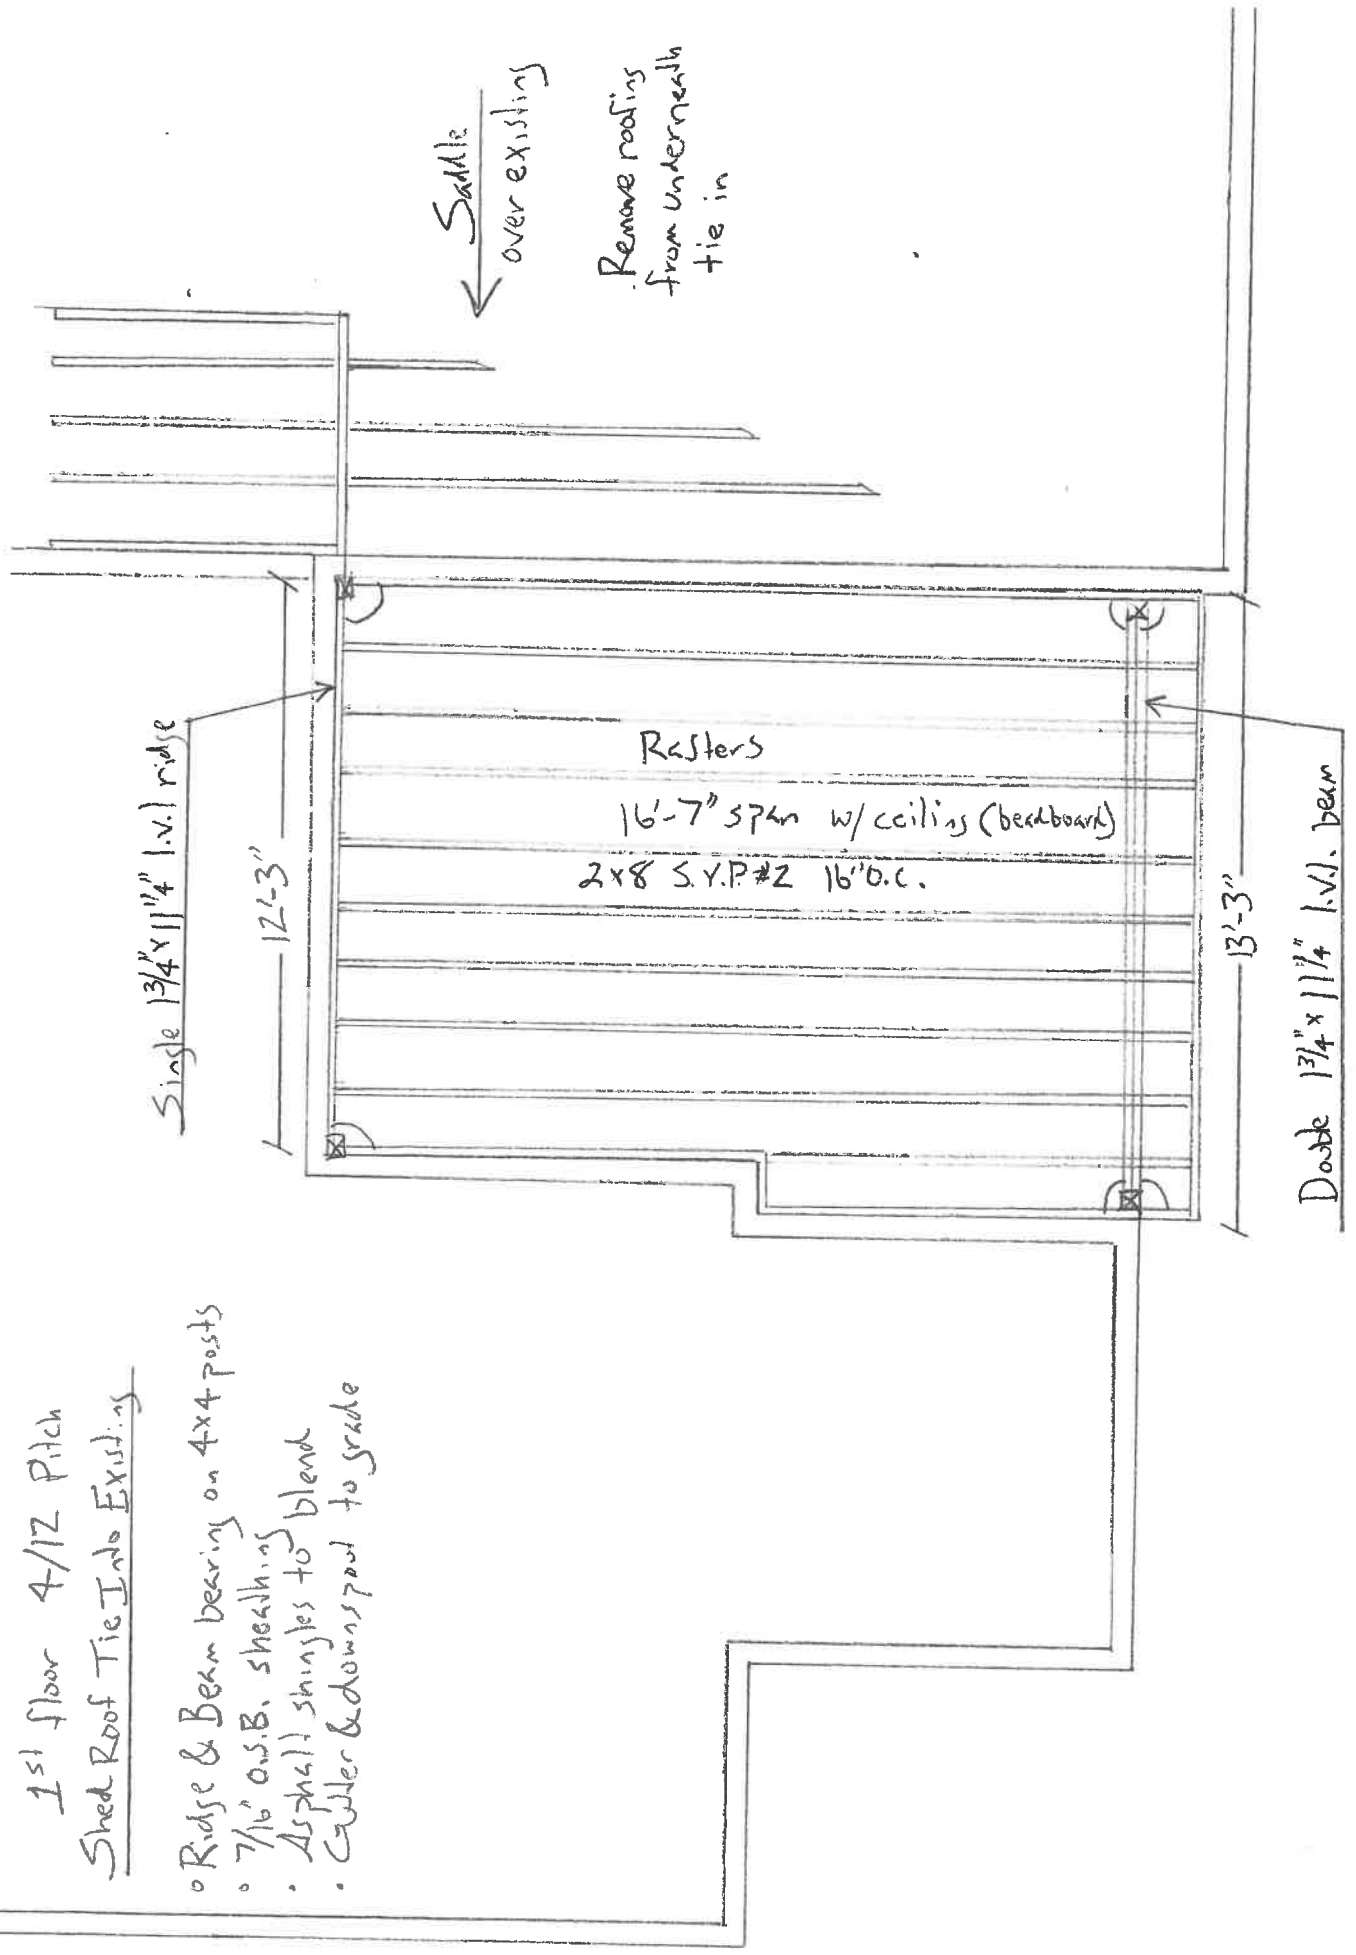 1st floor 4/12 Pitch
Shed Roof Tie Into Existing
° Ridge & Beam bearing on 4x4 posts
° 7/16" O.S.B. sheathing
· Asphalt shingles to blend
· Gutter & downspout to grade
Single 1 3/4" x 11 1/4" l.v.l ridge
12'-3"
Rafters
16'-7" span w/ ceiling (beadboard)
2x8 S.Y.P. #2 16" O.C.
13'-3"
Double 1 3/4" x 11 1/4" l.v.l. beam
Saddle
over existing
. Remove roofing
from underneath
tie in